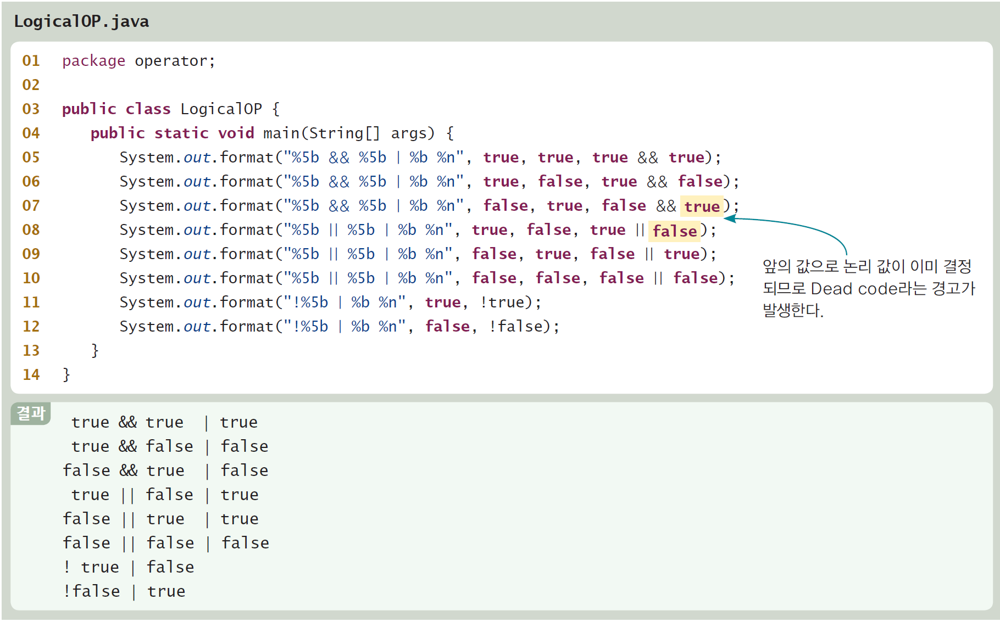 LogicalOP.java
01 package operator;
02
03 public class LogicalOP {
04 public static void main(String[] args) {
05 System.out.format("%5b && %5b | %b %n", true, true, true && true);
06 System.out.format("%5b && %5b | %b %n", true, false, true && false);
07 System.out.format("%5b && %5b | %b %n", false, true, false && true);
08 System.out.format("%5b || %5b | %b %n", true, false, true || false);
09 System.out.format("%5b || %5b | %b %n", false, true, false || true);
10 System.out.format("%5b || %5b | %b %n", false, false, false || false);
11 System.out.format("!%5b | %b %n", true, !true);
12 System.out.format("!%5b | %b %n", false, !false);
13 }
14 }
앞의 값으로 논리 값이 이미 결정
되므로 Dead code라는 경고가
발생한다.
결과
true && true | true
true && false | false
false && true | false
true || false | true
false || true | true
false || false | false
! true | false
!false | true